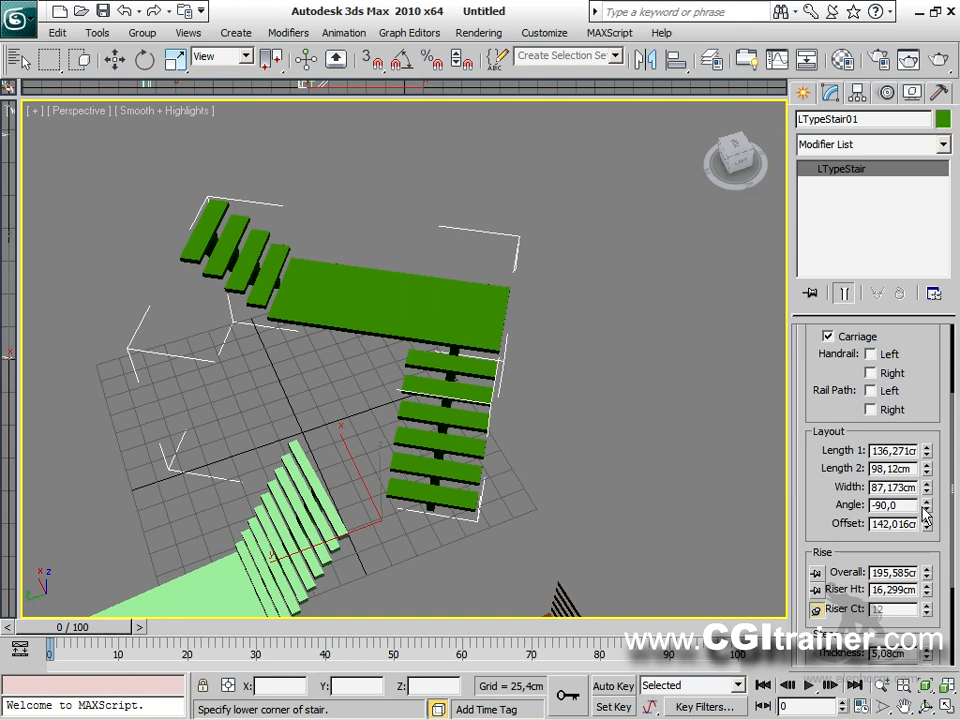 Autodesk 3ds Max 2010 x64
Untitled
Type a keyword or phrase
Edit
Tools
Group
Views
Create
Modifiers
Animation
Graph Editors
Rendering
Customize
MAXScript
Help
View
3
Create Selection Se
[ + ] [ Perspective ] [ Smooth + Highlights ]
LTypeStair01
Modifier List
LTypeStair
Carriage
Handrail: Left
Right
Rail Path: Left
Right
Layout
Length 1: 136,271cr
Length 2: 98,12cm
Width: 87,173cm
Angle: -90,0
Offset: 142,016cr
Rise
Overall: 195,585cr
Riser Ht: 16,299cm
Riser Ct: 12
Thickness: 5,08cm
x
y
z
x
www.CGItrainer.com
< 0 / 100 >
0 10 20 30 40 50 60 70 80 90 100
X:
Y:
Z:
Grid = 25,4cm
Auto Key
Selected
Set Key
Key Filters...
0
Welcome to MAXScript.
Specify lower corner of stair.
Add Time Tag